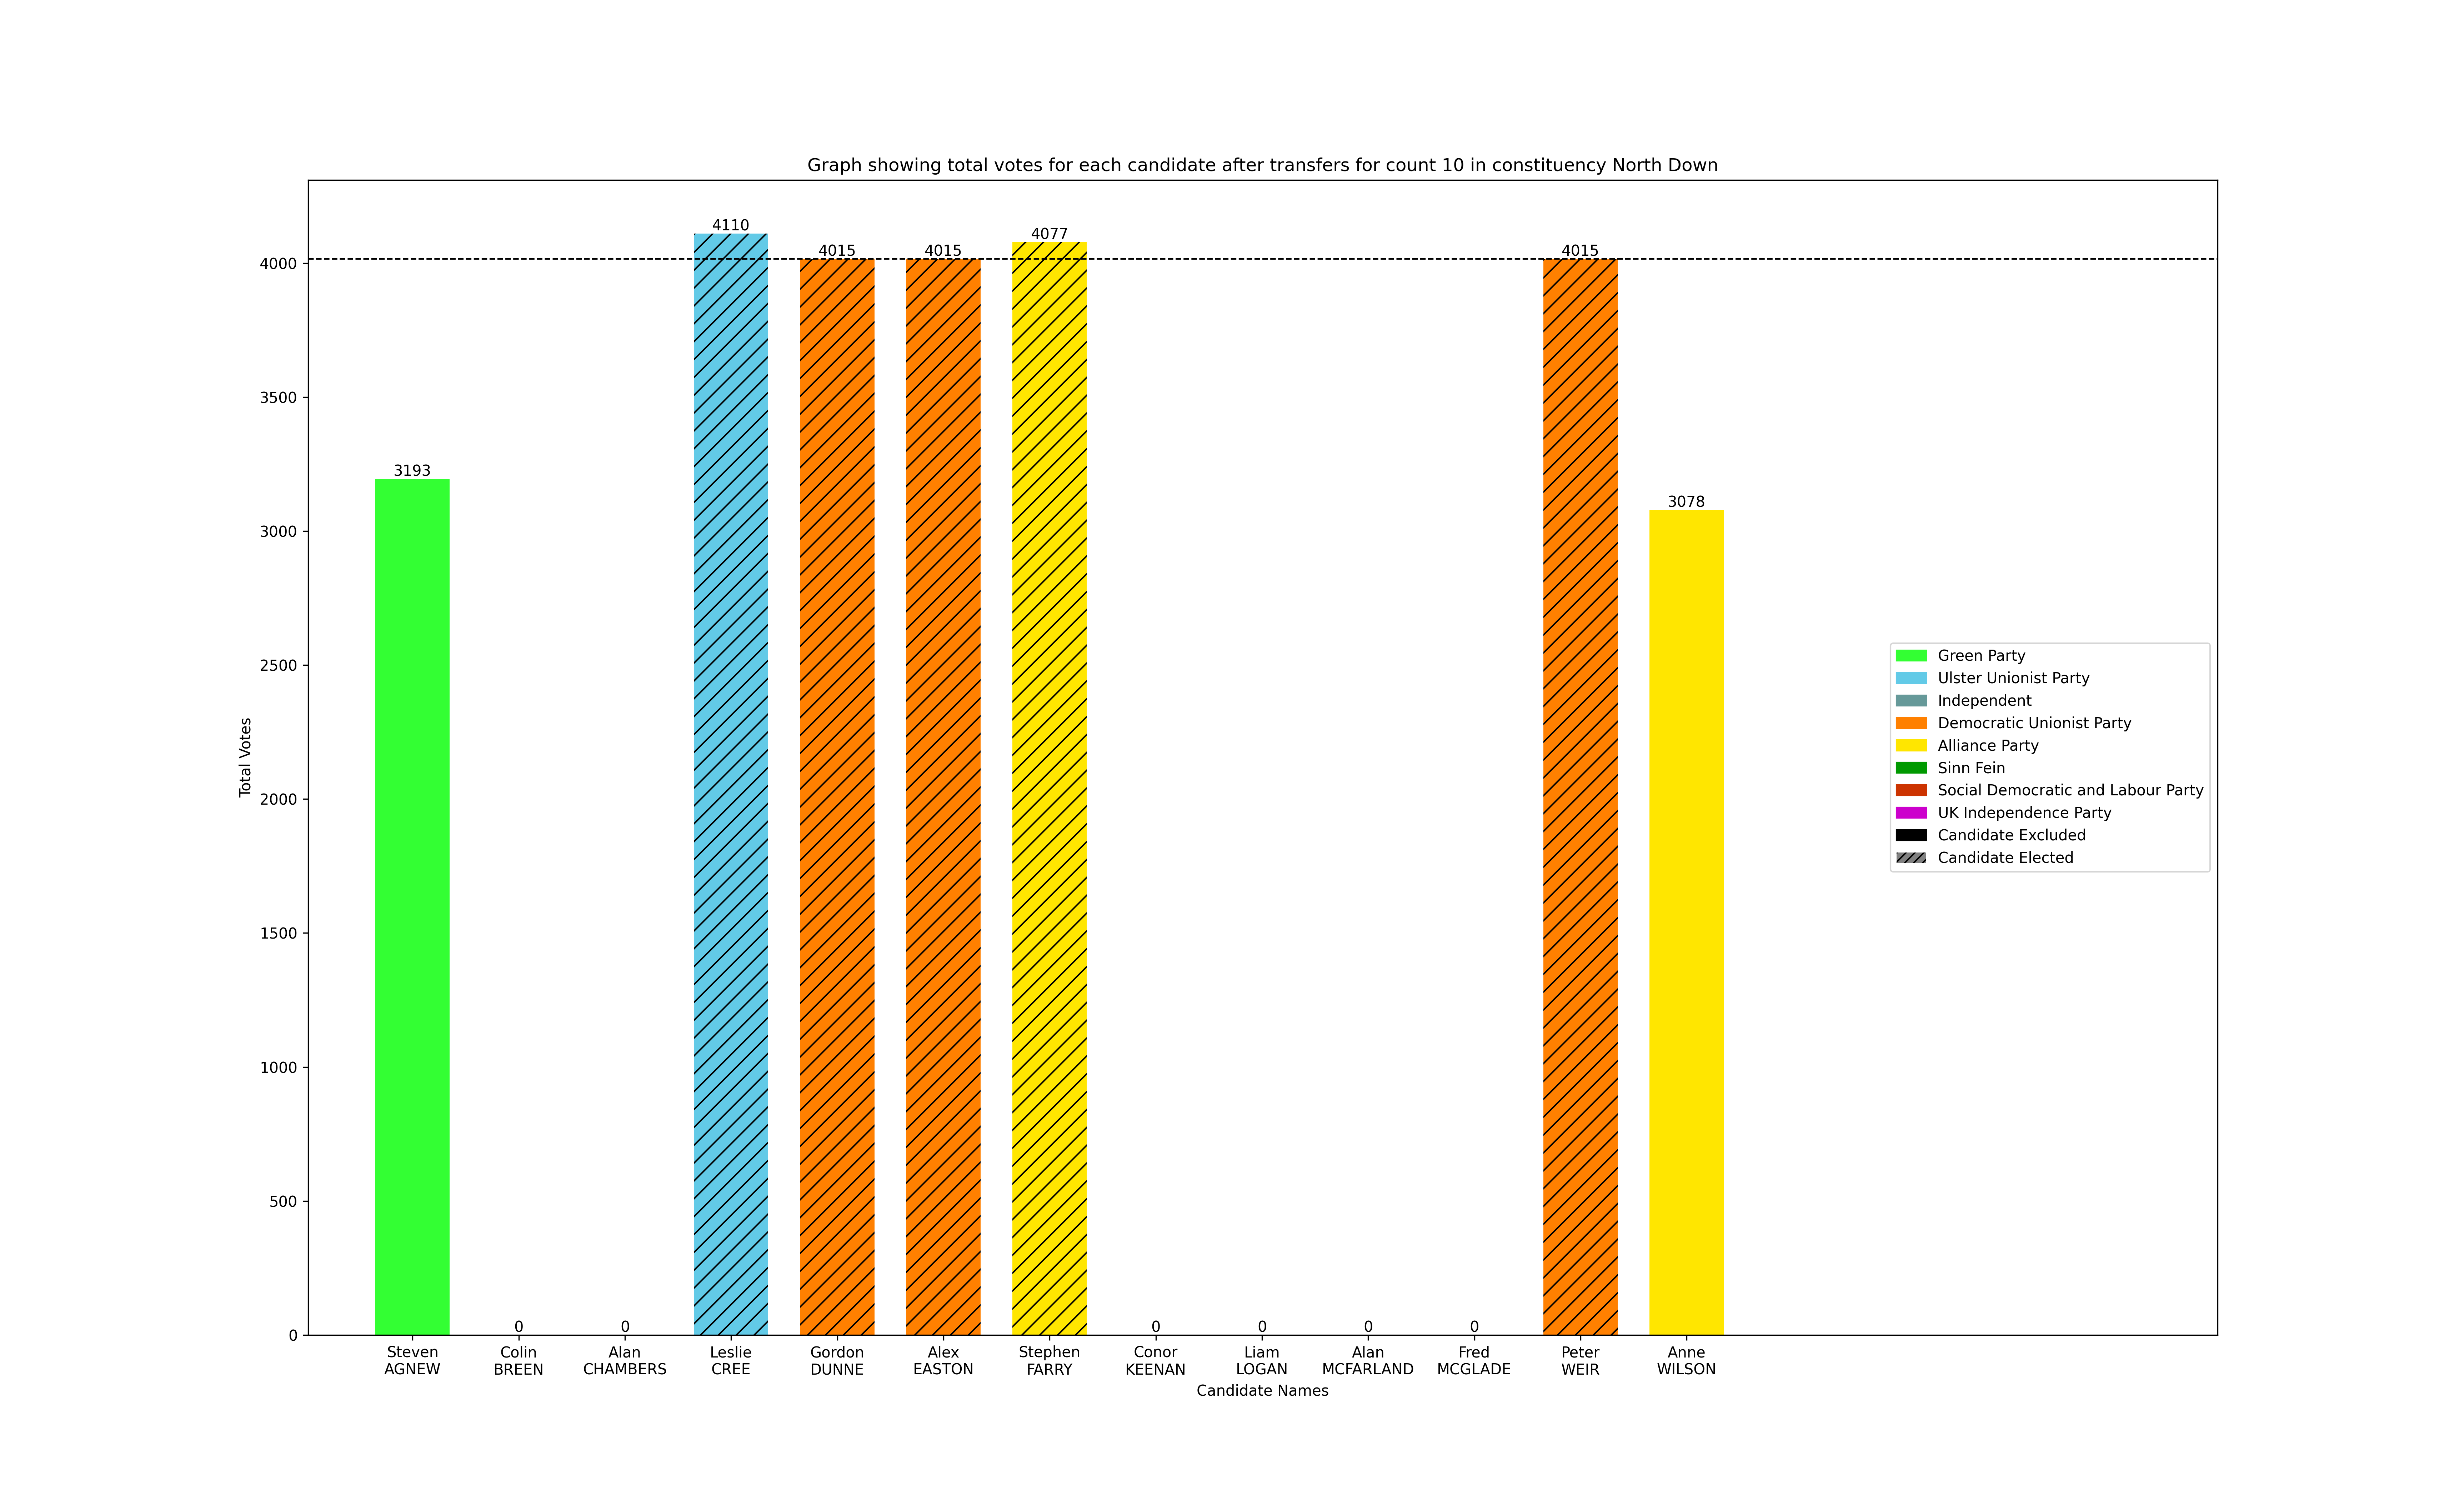 Graph showing total votes for each candidate after transfers for count 10 in constituency North Down
Total Votes
4000
3500
3000
2500
2000
1500
1000
500
0
3193
0
0
4110
4015
4015
4077
0
0
0
0
4015
3078
Steven
AGNEW
Colin
BREEN
Alan
CHAMBERS
Leslie
CREE
Gordon
DUNNE
Alex
EASTON
Stephen
FARRY
Conor
KEENAN
Liam
LOGAN
Alan
MCFARLAND
Fred
MCGLADE
Peter
WEIR
Anne
WILSON
Candidate Names
Green Party
Ulster Unionist Party
Independent
Democratic Unionist Party
Alliance Party
Sinn Fein
Social Democratic and Labour Party
UK Independence Party
Candidate Excluded
Candidate Elected